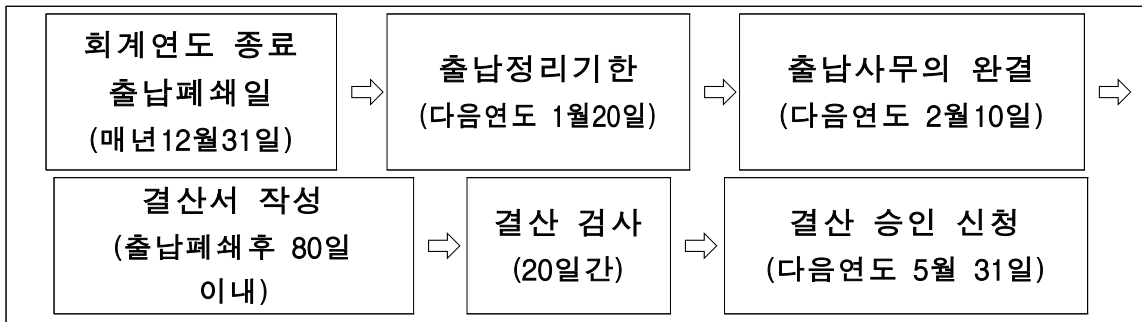 회계연도 종료
출납폐쇄일
(매년12월31일)
⇨
출납정리기한
(다음연도 1월20일)
⇨
출납사무의 완결
(다음연도 2월10일)
⇨
결산서 작성
(출납폐쇄후 80일
이내)
⇨
결산 검사
(20일간)
⇨
결산 승인 신청
(다음연도 5월 31일)